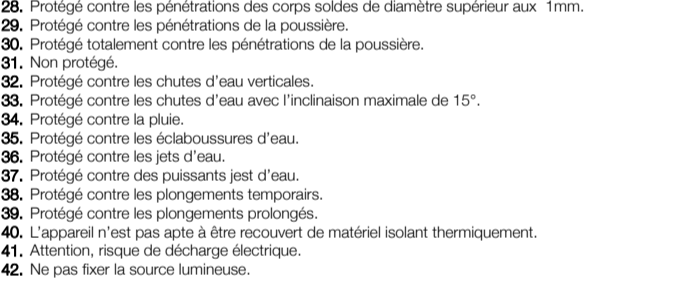 28. Protégé contre les pénétrations des corps soldes de diamètre supérieur aux 1mm.
29. Protégé contre les pénétrations de la poussière.
30. Protégé totalement contre les pénétrations de la poussière.
31. Non protégé.
32. Protégé contre les chutes d'eau verticales.
33. Protégé contre les chutes d'eau avec l'inclinaison maximale de 15°.
34. Protégé contre la pluie.
35. Protégé contre les éclaboussures d'eau.
36. Protégé contre les jets d'eau.
37. Protégé contre des puissants jest d'eau.
38. Protégé contre les plongements temporairs.
39. Protégé contre les plongements prolongés.
40. L'appareil n'est pas apte à être recouvert de matériel isolant thermiquement.
41. Attention, risque de décharge électrique.
42. Ne pas fixer la source lumineuse.